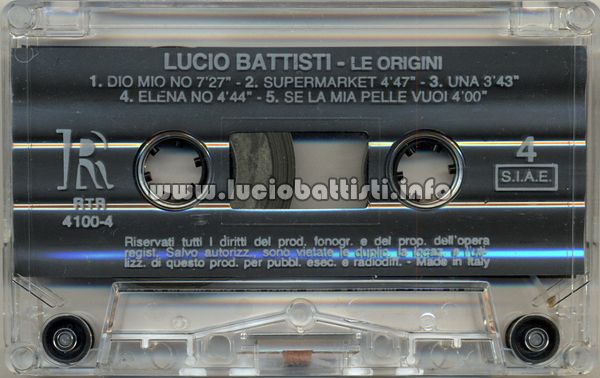 LUCIO BATTISTI - LE ORIGINI
1. DIO MIO NO 7'27" - 2. SUPERMARKET 4'47" - 3. UNA 3'43"
4. ELENA NO 4'44" - 5. SE LA MIA PELLE VUOI 4'00"
R
RTR
4100-4
4
S.I.A.E.
www.luciobattisti.info
Riservati tutti i diritti del prod. fonogr. e del prop. dell'opera
regist. Salvo autorizz., sono vietate le duplic. la locaz. e l'uti-
lizz. di questo prod. per pubbl. esec. e radiodiff. - Made in Italy